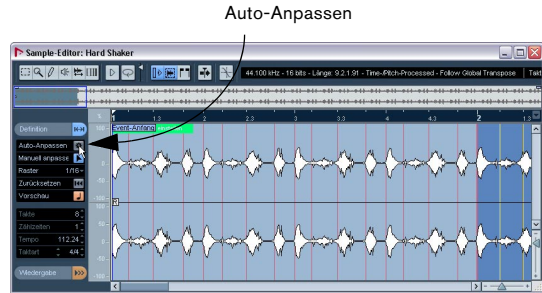 Auto-Anpassen
Sample-Editor: Hard Shaker
44.100 kHz - 16 bits - Länge: 9.2.1.91 - Time-/Pitch-Processed - Follow Global Transpose
Takt
% 1 1.3 2 2.3 3 3.3 4 4.3 2 1.3
Definition
Event-Anfang
Auto-Anpassen
Manuell anpasse
Raster 1/16
Zurücksetzen
Vorschau
Takte 8
Zählzeiten 1
Tempo 112.24
Taktart 4/4
Wiedergabe